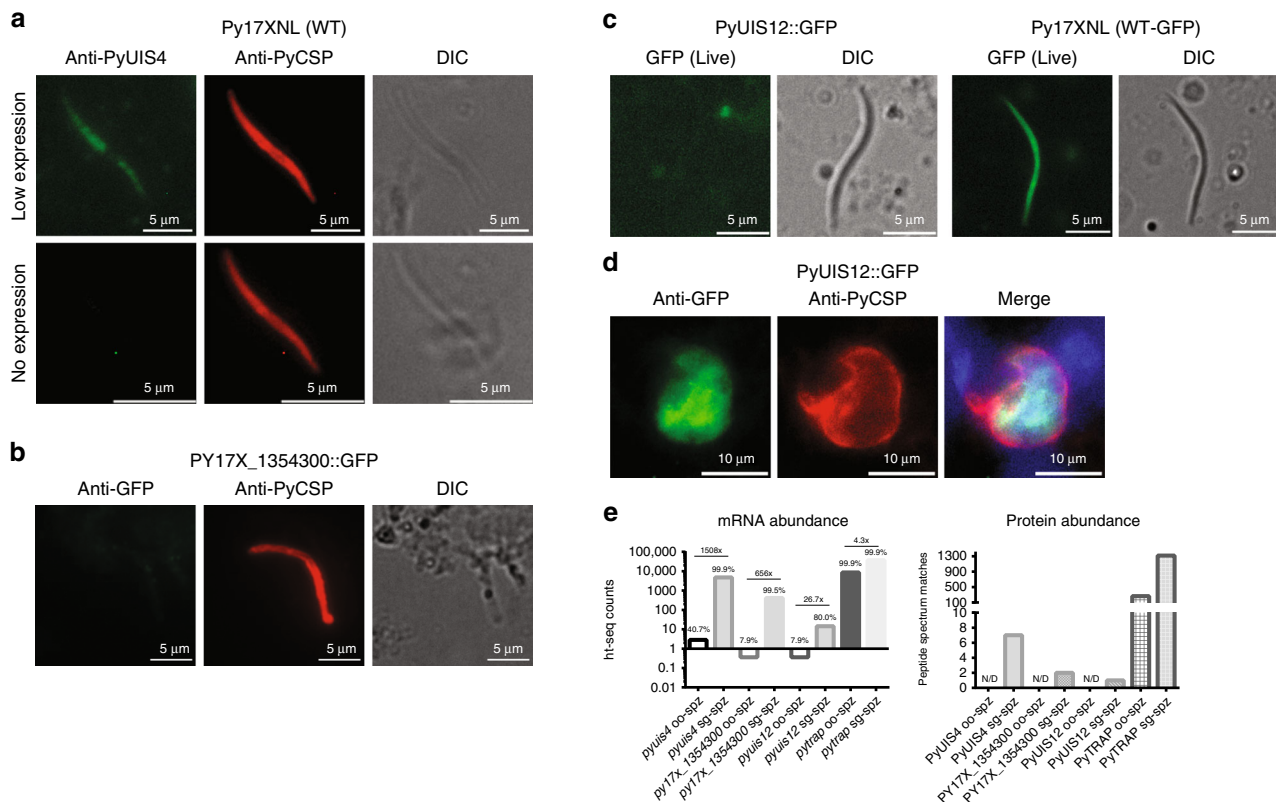 a
Py17XNL (WT)
Anti-PyUIS4 Anti-PyCSP DIC
Low expression
5 µm 5 µm 5 µm
No expression
5 µm 5 µm 5 µm
b
PY17X_1354300::GFP
Anti-GFP Anti-PyCSP DIC
5 µm 5 µm 5 µm
c
PyUIS12::GFP Py17XNL (WT-GFP)
GFP (Live) DIC GFP (Live) DIC
5 µm 5 µm 5 µm 5 µm
d
PyUIS12::GFP
Anti-GFP Anti-PyCSP Merge
10 µm 10 µm 10 µm
e
mRNA abundance
ht-seq counts
100,000
10,000
1000
100
10
1
0.1
0.01
1508x 656x 26.7x 4.3x
40.7% 99.9% 7.9% 99.5% 7.9% 80.0% 99.9% 99.9%
pyuis4 oo-spz
pyuis4 sg-spz
py17x_1354300 oo-spz
py17x_1354300 sg-spz
pyuis12 oo-spz
pyuis12 sg-spz
pytrap oo-spz
pytrap sg-spz
Protein abundance
Peptide spectrum matches
1300
900
500
100
10
8
6
4
2
0
N/D N/D N/D
PyUIS4 oo-spz
PyUIS4 sg-spz
PY17X_1354300 oo-spz
PY17X_1354300 sg-spz
PyUIS12 oo-spz
PyUIS12 sg-spz
PyTRAP oo-spz
PyTRAP sg-spz